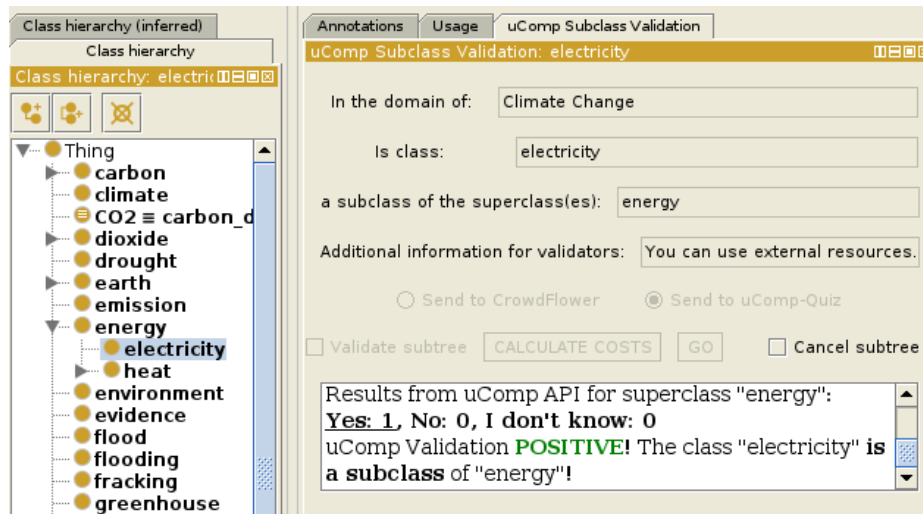 Class hierarchy (inferred)
Class hierarchy
Class hierarchy: electric
Thing
carbon
climate
CO2 ≡ carbon_d
dioxide
drought
earth
emission
energy
electricity
heat
environment
evidence
flood
flooding
fracking
greenhouse
Annotations Usage uComp Subclass Validation
uComp Subclass Validation: electricity
In the domain of: Climate Change
Is class: electricity
a subclass of the superclass(es): energy
Additional information for validators: You can use external resources.
Send to CrowdFlower Send to uComp-Quiz
Validate subtree CALCULATE COSTS GO Cancel subtree
Results from uComp API for superclass "energy":
Yes: 1, No: 0, I don't know: 0
uComp Validation POSITIVE! The class "electricity" is
a subclass of "energy"!